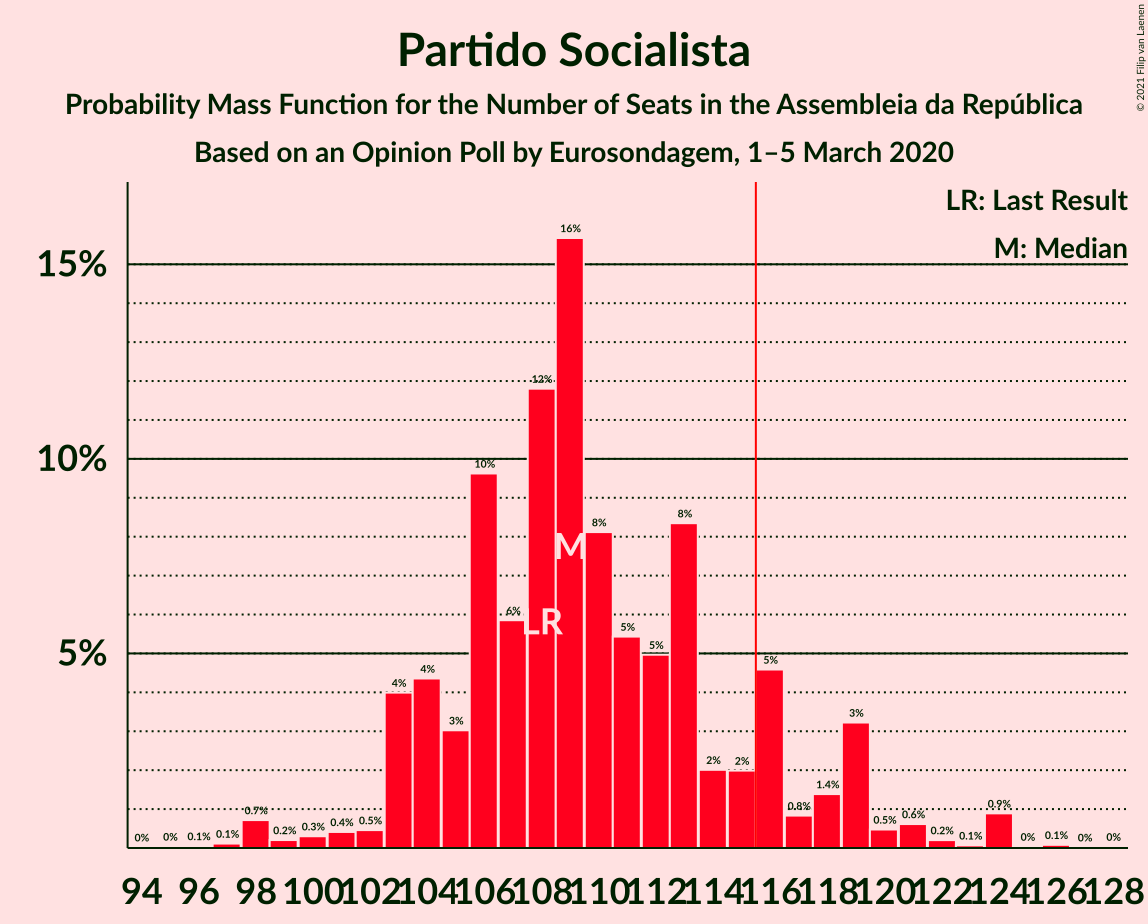 Partido Socialista
Probability Mass Function for the Number of Seats in the Assembleia da República
Based on an Opinion Poll by Eurosondagem, 1–5 March 2020
© 2021 Filip van Laenen
LR: Last Result
M: Median
15%
10%
5%
0% 0% 0.1% 0.1% 0.7% 0.2% 0.3% 0.4% 0.5% 4% 4% 3% 10% 6% 12% 16% 8% 5% 5% 8% 2% 2% 5% 0.8% 1.4% 3% 0.5% 0.6% 0.2% 0.1% 0.9% 0% 0.1% 0% 0%
M
LR
94 96 98 100 102 104 106 108 110 112 114 116 118 120 122 124 126 128